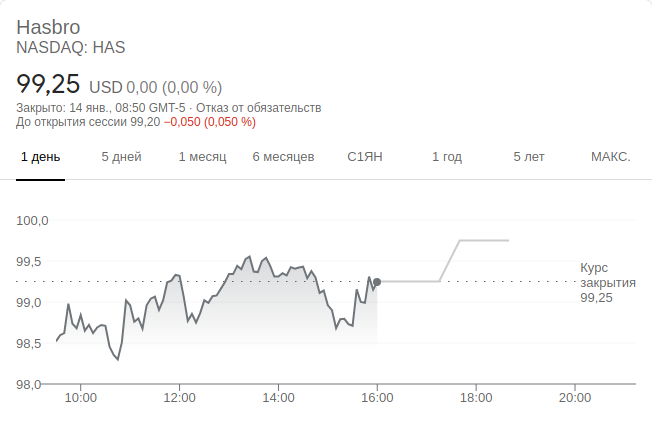 Hasbro
NASDAQ: HAS
99,25 USD 0,00 (0,00 %)
Закрыто: 14 янв., 08:50 GMT-5 · Отказ от обязательств
До открытия сессии 99,20 −0,050 (0,050 %)
1 день 5 дней 1 месяц 6 месяцев С1ЯН 1 год 5 лет МАКС.
100,0
99,5
Курс
закрытия
99,25
99,0
98,5
98,0
10:00 12:00 14:00 16:00 18:00 20:00